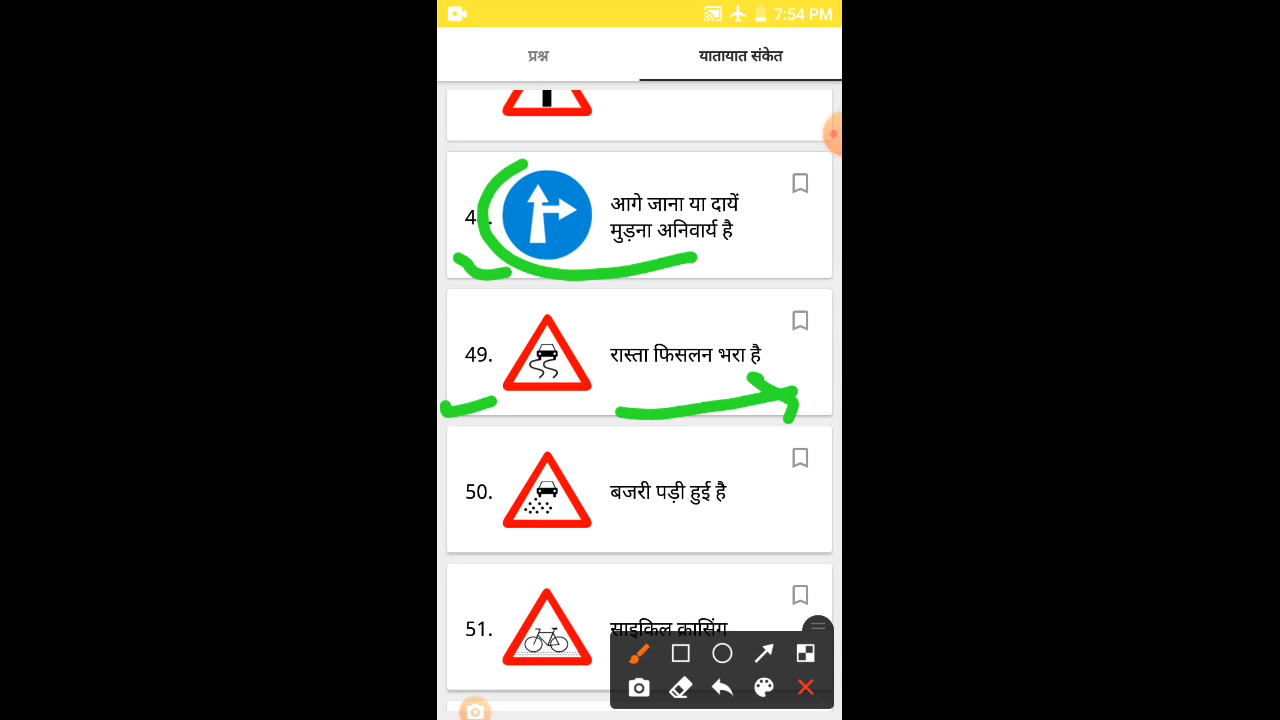 7:54 PM
प्रश्न
यातायात संकेत
आगे जाना या दायें
मुड़ना अनिवार्य है
49.
रास्ता फिसलन भरा है
50.
बजरी पड़ी हुई है
51.
साइकिल क्रासिंग